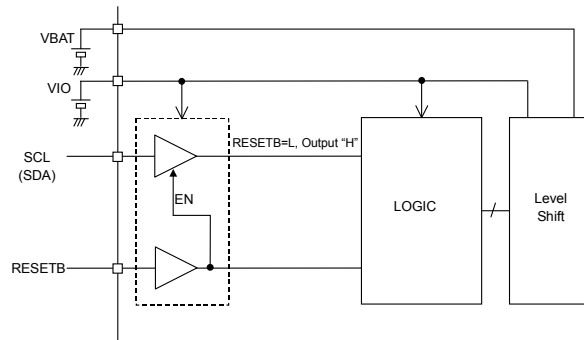 VBAT
VIO
SCL
(SDA)
RESETB=L, Output “H”
EN
LOGIC
Level
Shift
RESETB